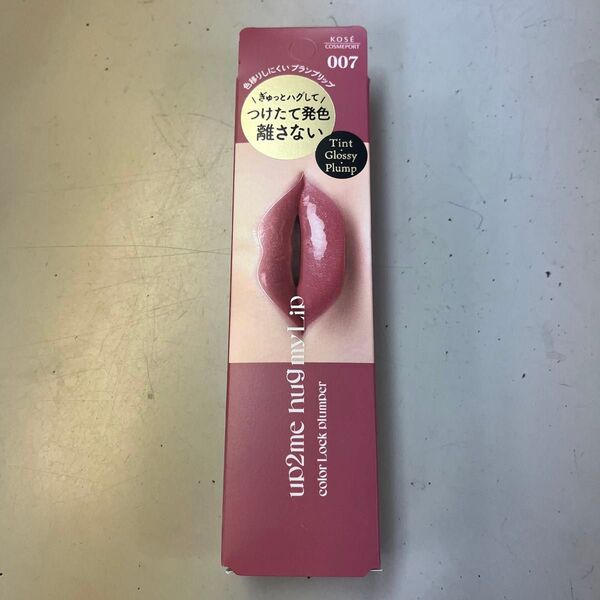 KOSÉ
COSMEPORT
007
色移りしにくいプランプリップ
\ぎゅっとハグして/
つけたて発色
離さない
Tint
Glossy
Plump
up2me hug my Lip
color Lock plumper